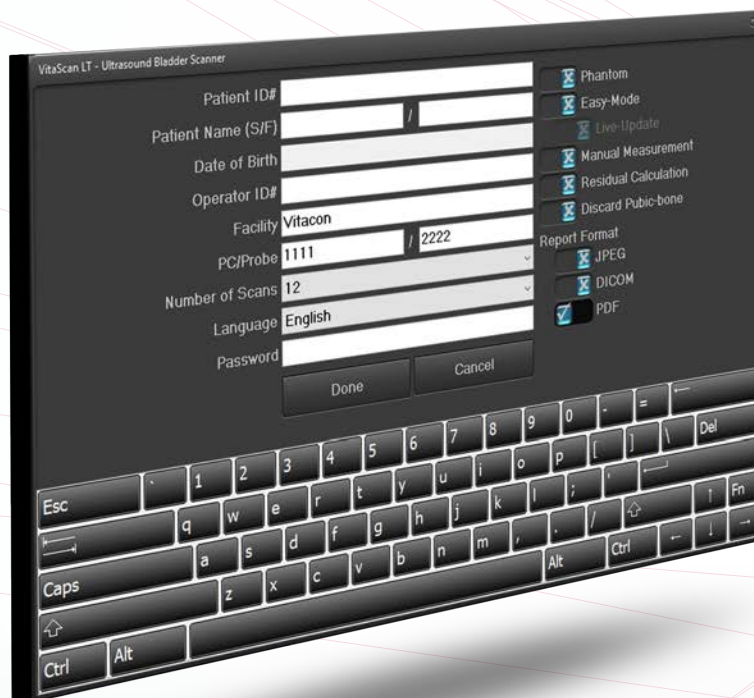 VitaScan LT - Ultrasound Bladder Scanner
Patient ID#
Patient Name (S/F) /
Date of Birth
Operator ID#
Facility Vitacon
PC/Probe 1111 / 2222
Number of Scans 12
Language English
Password
Done Cancel
Phantom
Easy-Mode
Live-Update
Manual Measurement
Residual Calculation
Discard Pubic-bone
Report Format
JPEG
DICOM
PDF
Esc ` 1 2 3 4 5 6 7 8 9 0 - = ←
q w e r t y u i o p [ ] \ Del
Caps a s d f g h j k l ; '
z x c v b n m , . / ↑ Fn
Ctrl Alt Alt Ctrl ← ↓ →